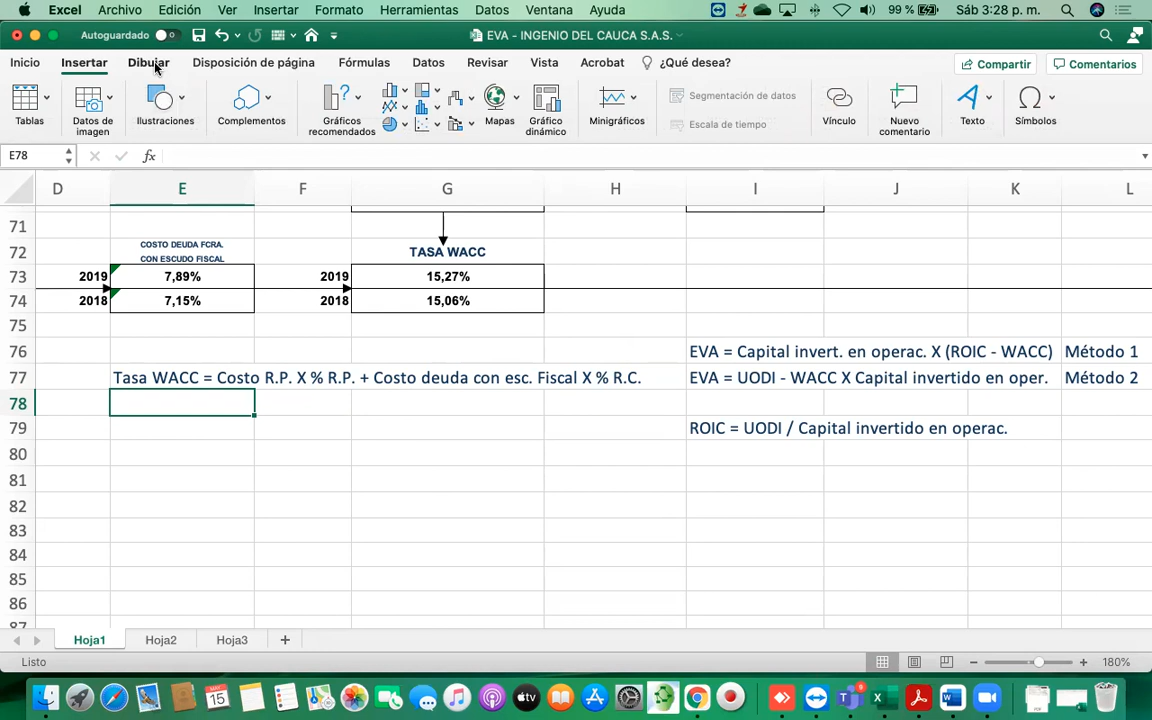 Excel Archivo Edición Ver Insertar Formato Herramientas Datos Ventana Ayuda 99 % Sáb 3:28 p. m.
Autoguardado EVA - INGENIO DEL CAUCA S.A.S.
Inicio Insertar Dibujar Disposición de página Fórmulas Datos Revisar Vista Acrobat ¿Qué desea? Compartir Comentarios
Tablas Datos de imagen Ilustraciones Complementos Gráficos recomendados Mapas Gráfico dinámico Minigráficos Segmentación de datos Escala de tiempo Vínculo Nuevo comentario Texto Símbolos
E78 fx
D E F G H I J K L
71
72 COSTO DEUDA FCRA. CON ESCUDO FISCAL TASA WACC
73 2019 7,89% 2019 15,27%
74 2018 7,15% 2018 15,06%
75
76 EVA = Capital invert. en operac. X (ROIC - WACC) Método 1
77 Tasa WACC = Costo R.P. X % R.P. + Costo deuda con esc. Fiscal X % R.C. EVA = UODI - WACC X Capital invertido en oper. Método 2
78
79 ROIC = UODI / Capital invertido en operac.
80
81
82
83
84
85
86
87
Hoja1 Hoja2 Hoja3 +
Listo 180%
MAY 15 tv 9